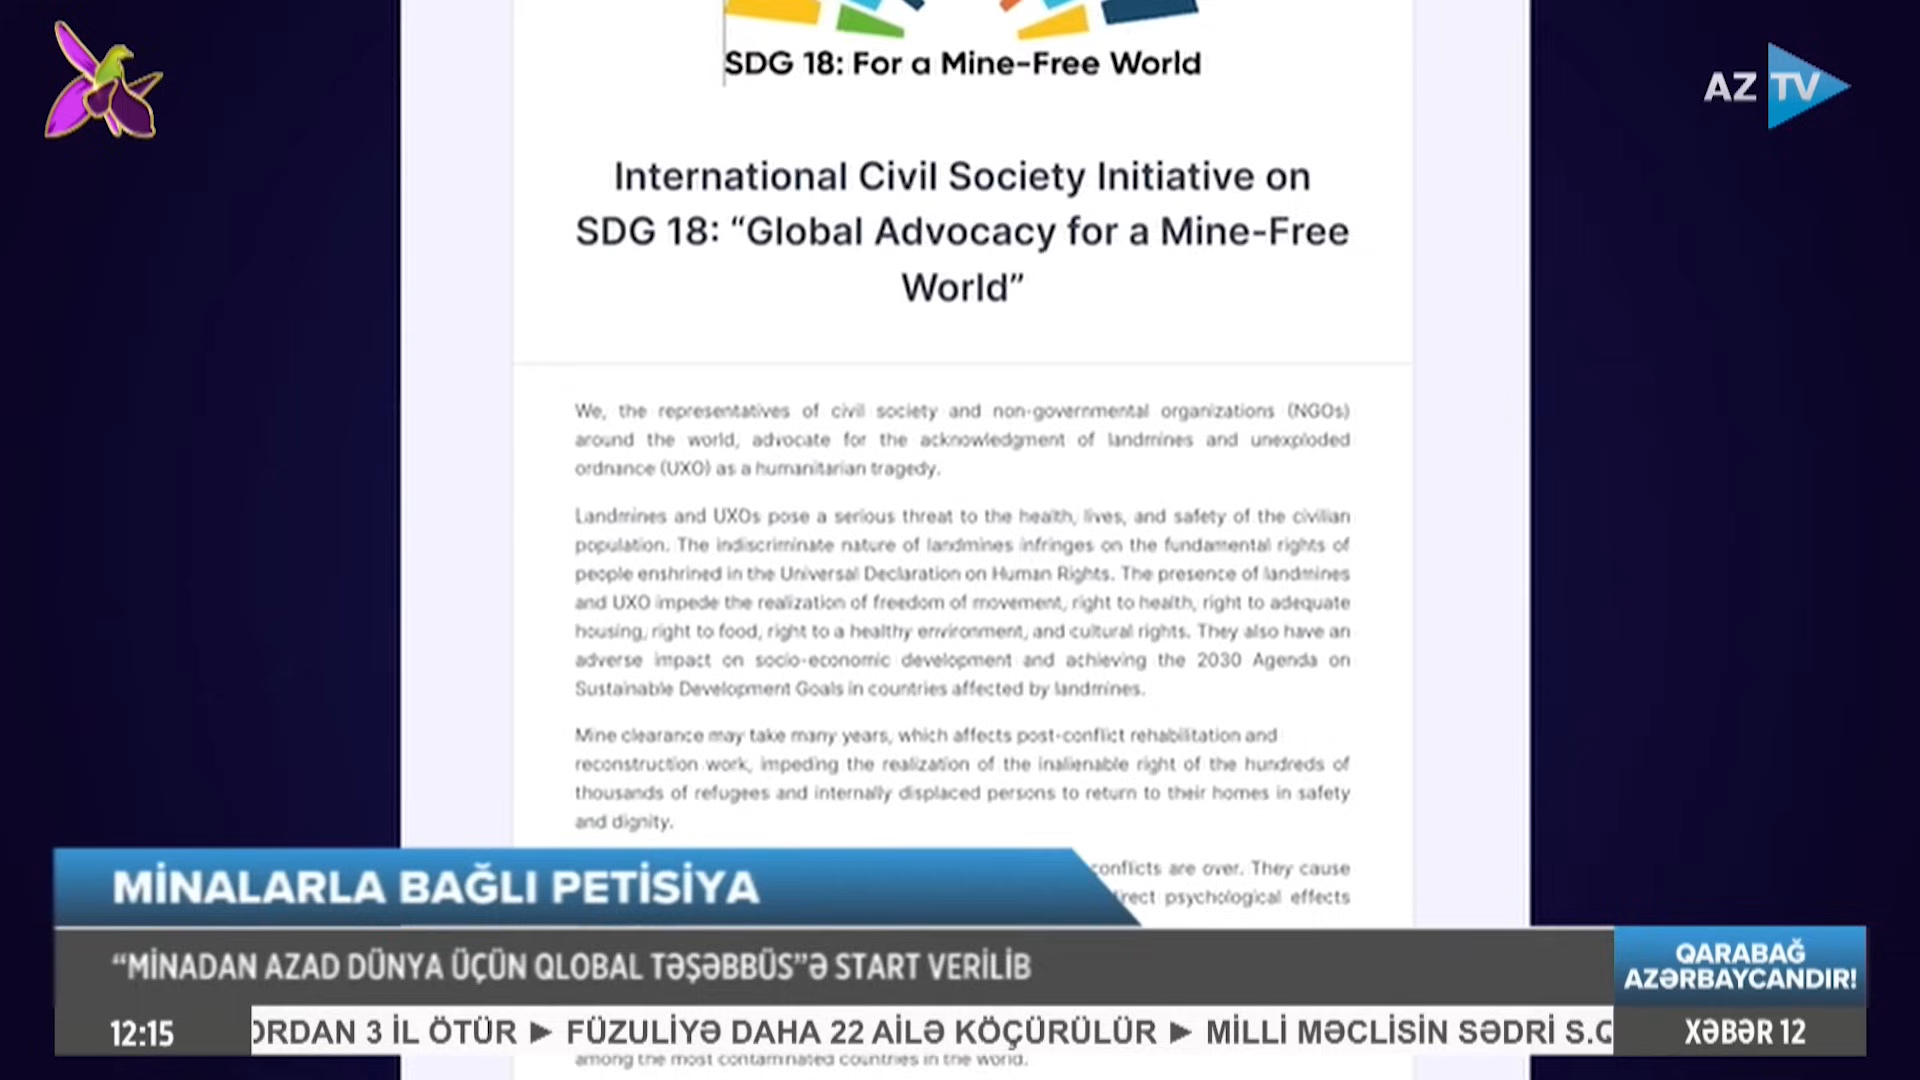 SDG 18: For a Mine-Free World
AZTV
International Civil Society Initiative on
SDG 18: “Global Advocacy for a Mine-Free
World”
We, the representatives of civil society and non-governmental organizations (NGOs)
around the world, advocate for the acknowledgment of landmines and unexploded
ordnance (UXO) as a humanitarian tragedy.
Landmines and UXOs pose a serious threat to the health, lives, and safety of the civilian
population. The indiscriminate nature of landmines infringes on the fundamental rights of
people enshrined in the Universal Declaration on Human Rights. The presence of landmines
and UXO impede the realization of freedom of movement, right to health, right to adequate
housing, right to food, right to a healthy environment, and cultural rights. They also have an
adverse impact on socio-economic development and achieving the 2030 Agenda on
Sustainable Development Goals in countries affected by landmines.
Mine clearance may take many years, which affects post-conflict rehabilitation and
reconstruction work, impeding the realization of the inalienable right of the hundreds of
thousands of refugees and internally displaced persons to return to their homes in safety
and dignity.
conflicts are over. They cause
psychological effects
MİNALARLA BAĞLI PETİSİYA
“MİNADAN AZAD DÜNYA ÜÇÜN QLOBAL TƏŞƏBBÜS”Ə START VERİLİB
QARABAĞ
AZƏRBAYCANDIR!
12:15
ORDAN 3 İL ÖTÜR ► FÜZULİYƏ DAHA 22 AİLƏ KÖÇÜRÜLÜR ► MİLLİ MƏCLİSİN SƏDRİ S.Q
XƏBƏR 12
among the most contaminated countries in the world.